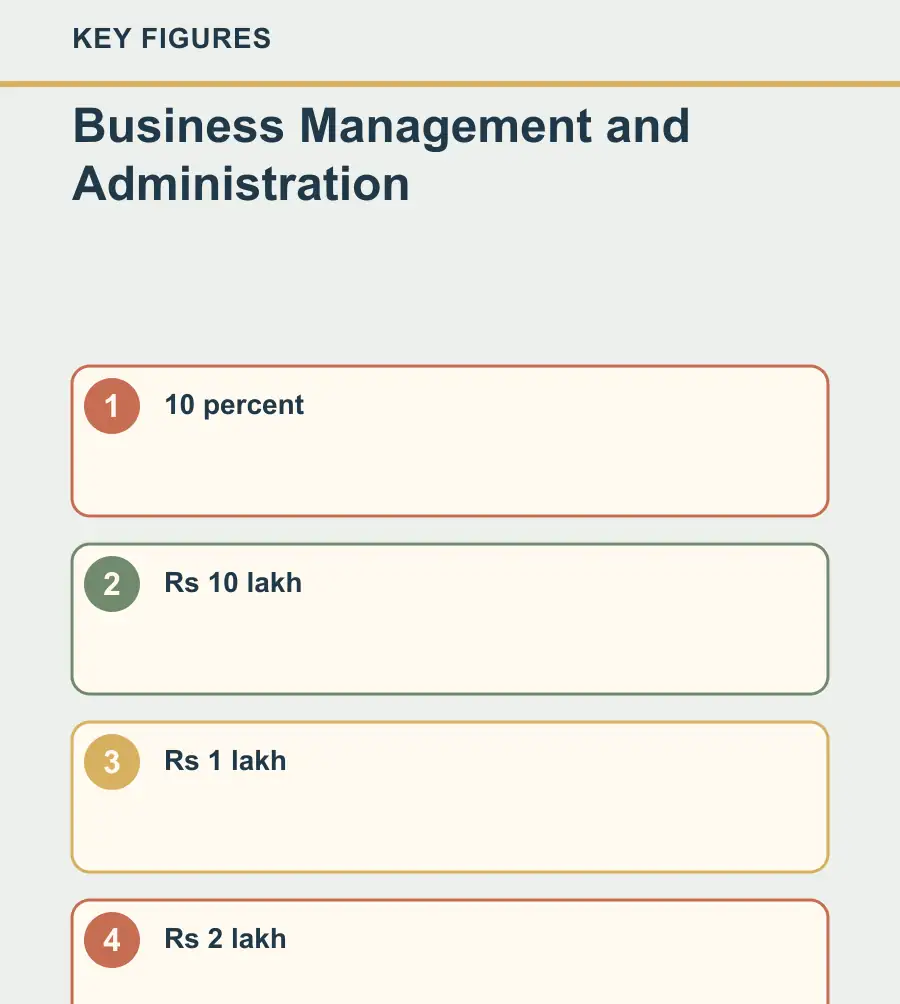 KEY FIGURES
Business Management and
Administration
1 10 percent
2 Rs 10 lakh
3 Rs 1 lakh
4 Rs 2 lakh